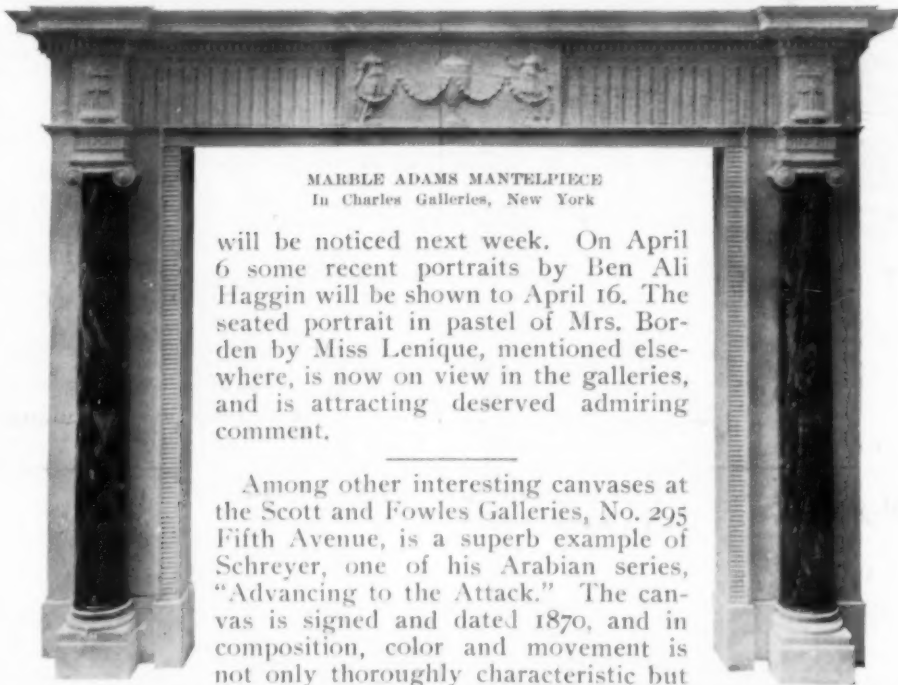 MARBLE ADAMS MANTELPIECE
In Charles Galleries, New York
will be noticed next week. On April
6 some recent portraits by Ben Ali
Haggin will be shown to April 16. The
seated portrait in pastel of Mrs. Bor-
den by Miss Lenique, mentioned else-
where, is now on view in the galleries,
and is attracting deserved admiring
comment.
Among other interesting canvases at
the Scott and Fowles Galleries, No. 295
Fifth Avenue, is a superb example of
Schreyer, one of his Arabian series,
"Advancing to the Attack." The can-
vas is signed and dated 1870, and in
composition, color and movement is
not only thoroughly characteristic but